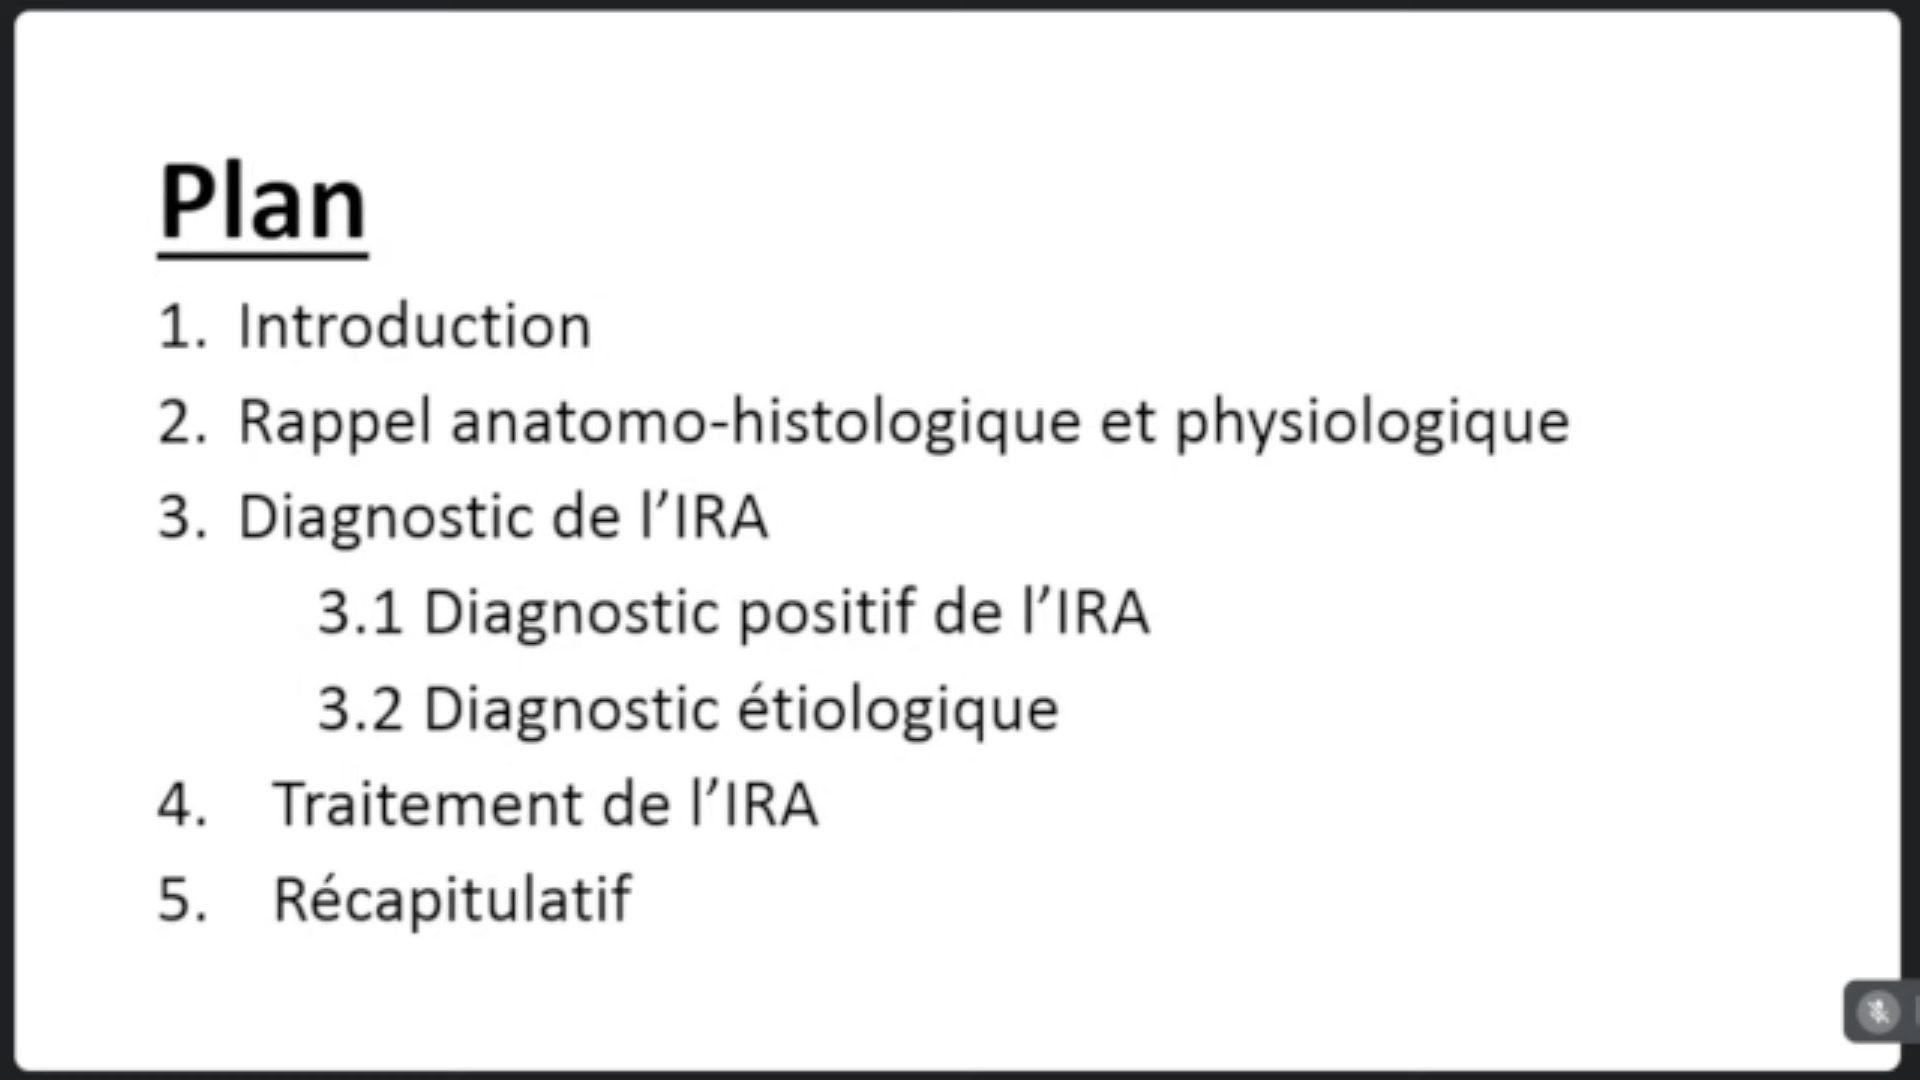 Plan
1. Introduction
2. Rappel anatomo-histologique et physiologique
3. Diagnostic de l’IRA
3.1 Diagnostic positif de l’IRA
3.2 Diagnostic étiologique
4. Traitement de l’IRA
5. Récapitulatif